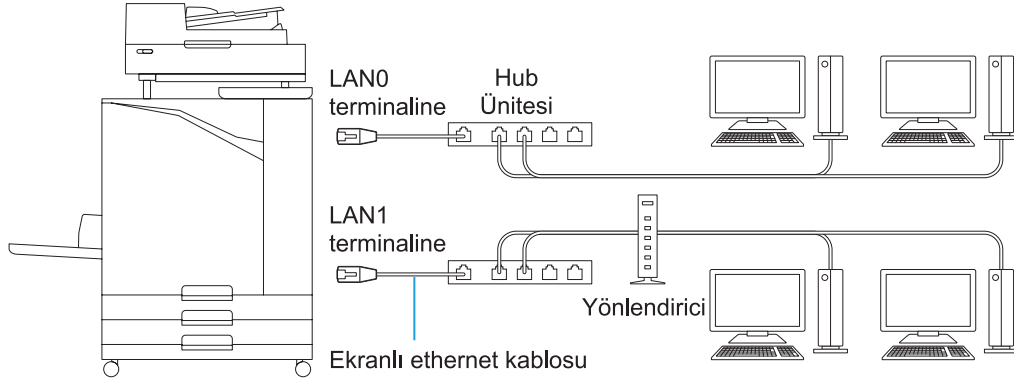 LAN0
terminaline
Hub
Ünitesi
LAN1
terminaline
Yönlendirici
Ekranlı ethernet kablosu